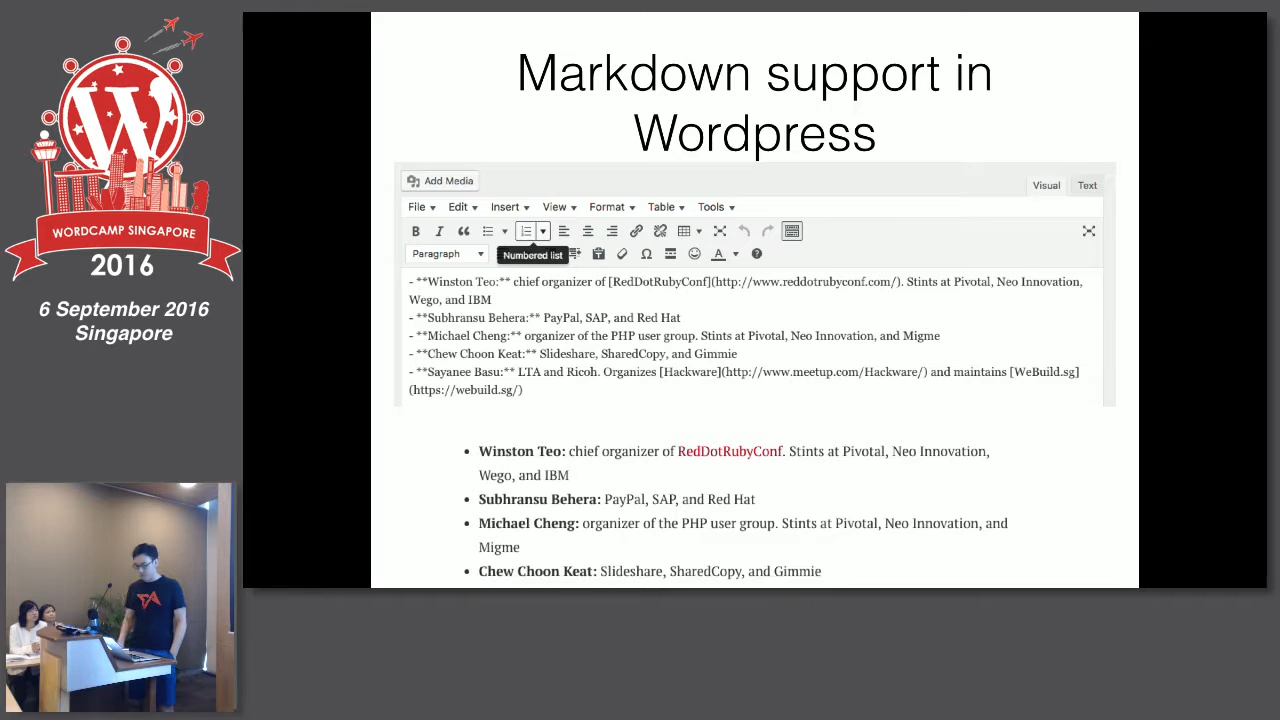 WORDCAMP SINGAPORE
2016
6 September 2016
Singapore
Markdown support in
Wordpress
Add Media
Visual
Text
File Edit Insert View Format Table Tools
Paragraph
Numbered list
- **Winston Teo:** chief organizer of [RedDotRubyConf](http://www.reddotrubyconf.com/). Stints at Pivotal, Neo Innovation,
Wego, and IBM
- **Subhransu Behera:** PayPal, SAP, and Red Hat
- **Michael Cheng:** organizer of the PHP user group. Stints at Pivotal, Neo Innovation, and Migme
- **Chew Choon Keat:** Slideshare, SharedCopy, and Gimmie
- **Sayanee Basu:** LTA and Ricoh. Organizes [Hackware](http://www.meetup.com/Hackware/) and maintains [WeBuild.sg]
(https://webuild.sg/)
• Winston Teo: chief organizer of RedDotRubyConf. Stints at Pivotal, Neo Innovation,
Wego, and IBM
• Subhransu Behera: PayPal, SAP, and Red Hat
• Michael Cheng: organizer of the PHP user group. Stints at Pivotal, Neo Innovation, and
Migme
• Chew Choon Keat: Slideshare, SharedCopy, and Gimmie